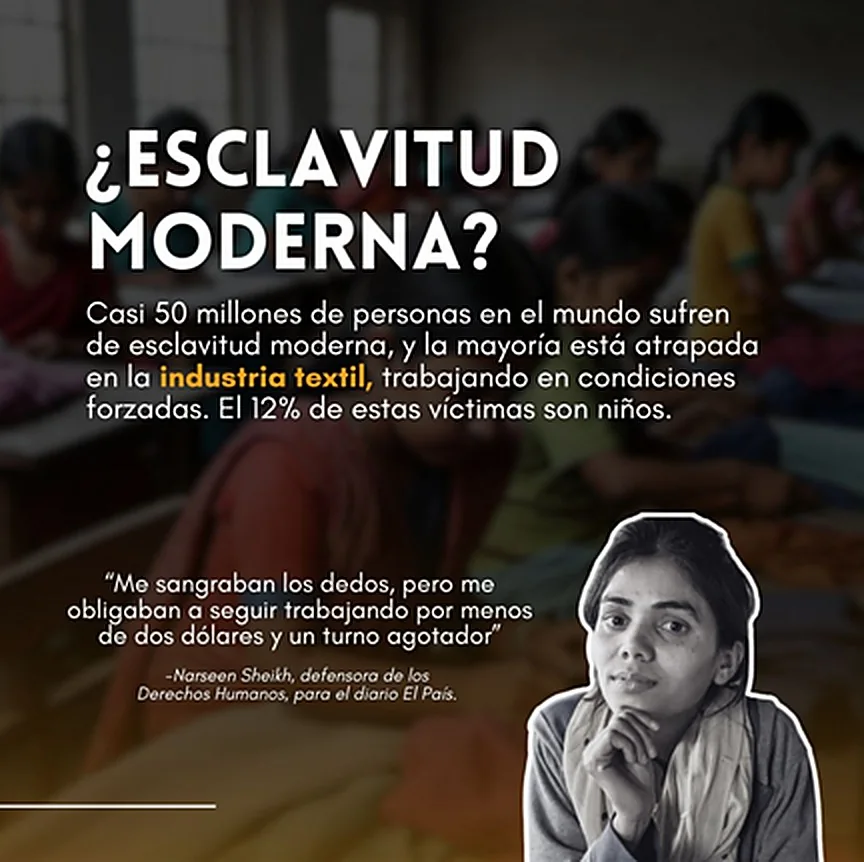 ¿ESCLAVITUD
MODERNA?
Casi 50 millones de personas en el mundo sufren
de esclavitud moderna, y la mayoría está atrapada
en la industria textil, trabajando en condiciones
forzadas. El 12% de estas víctimas son niños.
“Me sangraban los dedos, pero me
obligaban a seguir trabajando por menos
de dos dólares y un turno agotador”
-Narseen Sheikh, defensora de los
Derechos Humanos, para el diario El País.